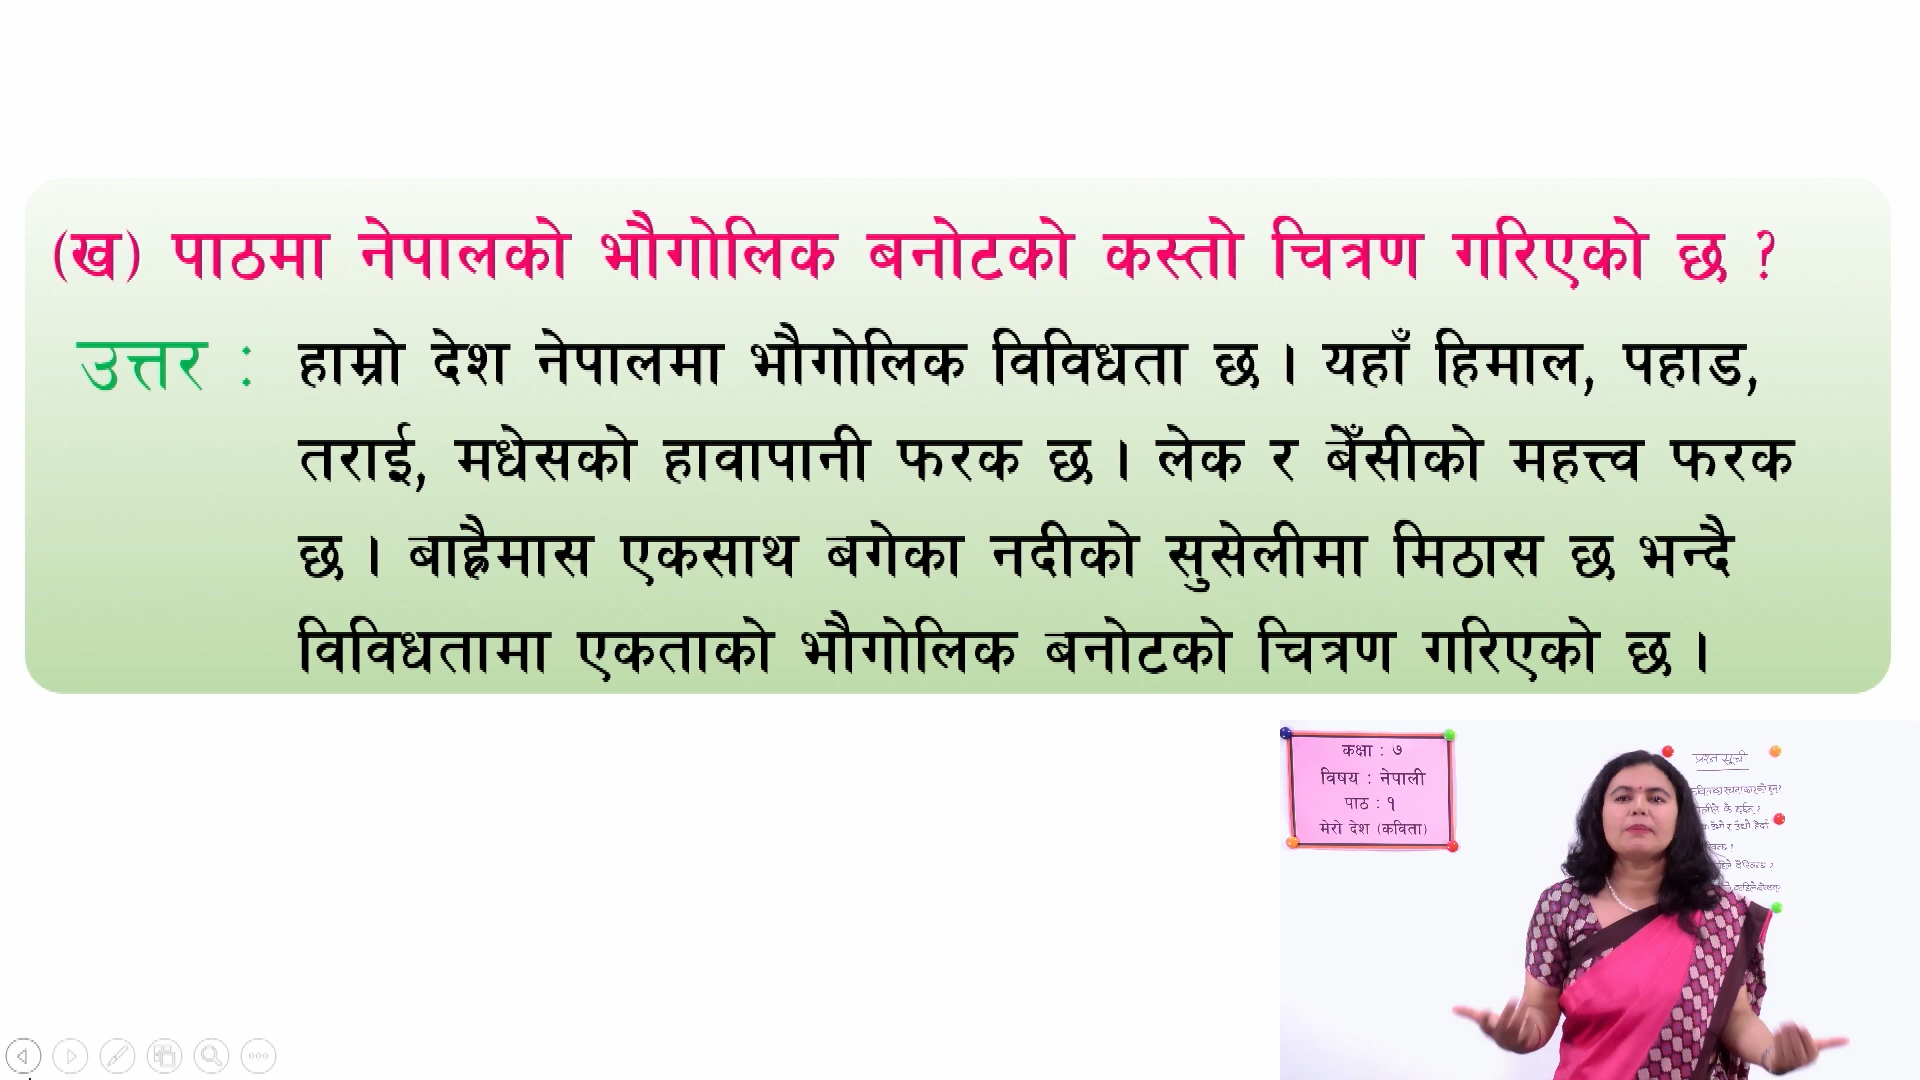 (ख) पाठमा नेपालको भौगोलिक बनोटको कस्तो चित्रण गरिएको छ ?
उत्तर : हाम्रो देश नेपालमा भौगोलिक विविधता छ । यहाँ हिमाल, पहाड,
तराई, मधेसको हावापानी फरक छ । लेक र बेँसीको महत्त्व फरक
छ । बाह्रैमास एकसाथ बगेका नदीको सुसेलीमा मिठास छ भन्दै
विविधतामा एकताको भौगोलिक बनोटको चित्रण गरिएको छ ।
कक्षा : ७
विषय : नेपाली
पाठ : १
मेरो देश (कविता)
प्रश्न सूची